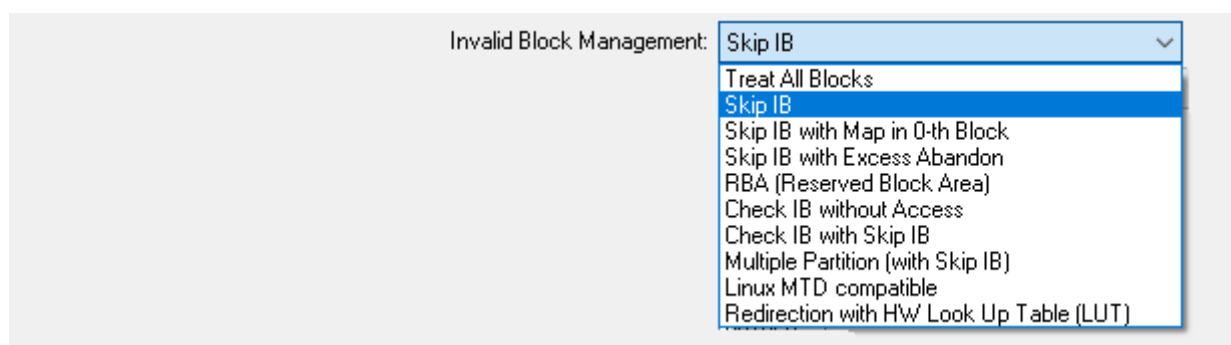 Invalid Block Management: Skip IB
Treat All Blocks
Skip IB
Skip IB with Map in 0-th Block
Skip IB with Excess Abandon
RBA (Reserved Block Area)
Check IB without Access
Check IB with Skip IB
Multiple Partition (with Skip IB)
Linux MTD compatible
Redirection with HW Look Up Table (LUT)